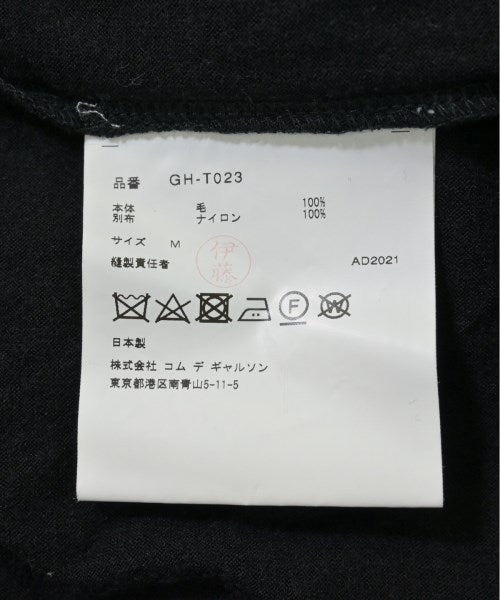 品番 GH-T023
本体 毛 100%
別布 ナイロン 100%
サイズ M
縫製責任者 伊藤 AD2021
F W
日本製
株式会社 コム デ ギャルソン
東京都港区南青山5-11-5